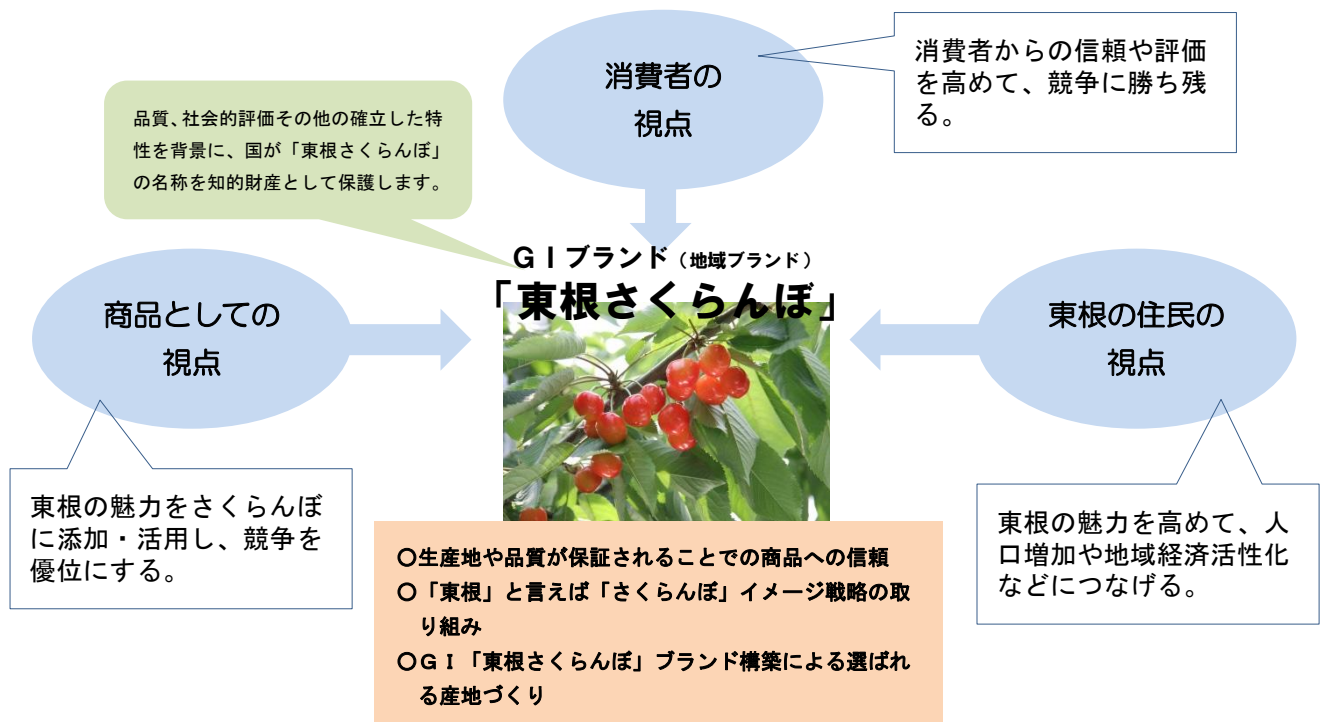 消費者の
視点
消費者からの信頼や評価
を高めて、競争に勝ち残
る。
品質、社会的評価その他の確立した特
性を背景に、国が「東根さくらんぼ」
の名称を知的財産として保護します。
ＧＩブランド（地域ブランド）
「東根さくらんぼ」
商品としての
視点
東根の住民の
視点
東根の魅力をさくらんぼ
に添加・活用し、競争を
優位にする。
東根の魅力を高めて、人
口増加や地域経済活性化
などにつなげる。
〇生産地や品質が保証されることでの商品への信頼
〇「東根」と言えば「さくらんぼ」イメージ戦略の取
り組み
〇ＧＩ「東根さくらんぼ」ブランド構築による選ばれ
る産地づくり